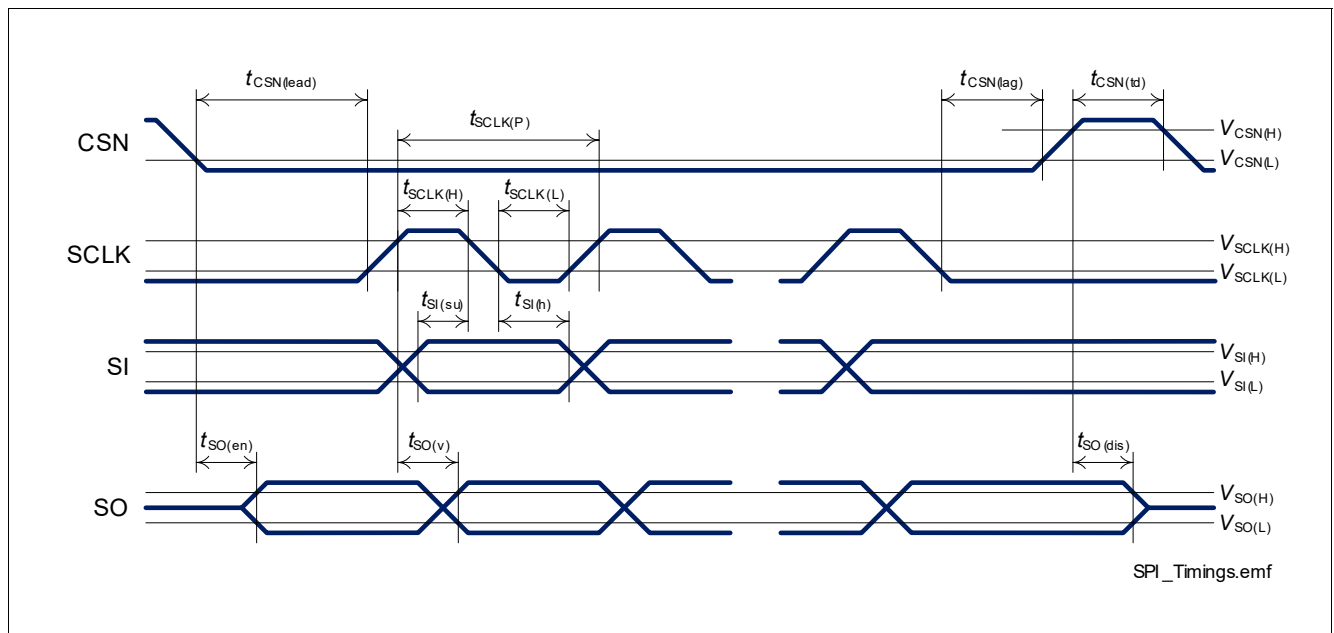 tCSN(lead)
tCSN(lag)
tCSN(td)
tSCLK(P)
CSN
VCSN(H)
VCSN(L)
tSCLK(H)
tSCLK(L)
SCLK
VSCLK(H)
VSCLK(L)
tSI(su)
tSI(h)
SI
VSI(H)
VSI(L)
tSO(en)
tSO(v)
tSO(dis)
SO
VSO(H)
VSO(L)
SPI_Timings.emf